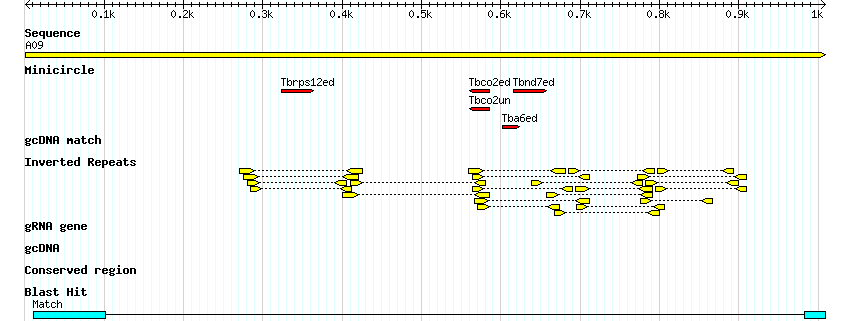 0.1k 0.2k 0.3k 0.4k 0.5k 0.6k 0.7k 0.8k 0.9k 1k
Sequence
A09
Minicircle
Tbrps12ed Tbco2ed Tbnd7ed
Tbco2un
Tba6ed
gcDNA match
Inverted Repeats
gRNA gene
gcDNA
Conserved region
Blast Hit
Match